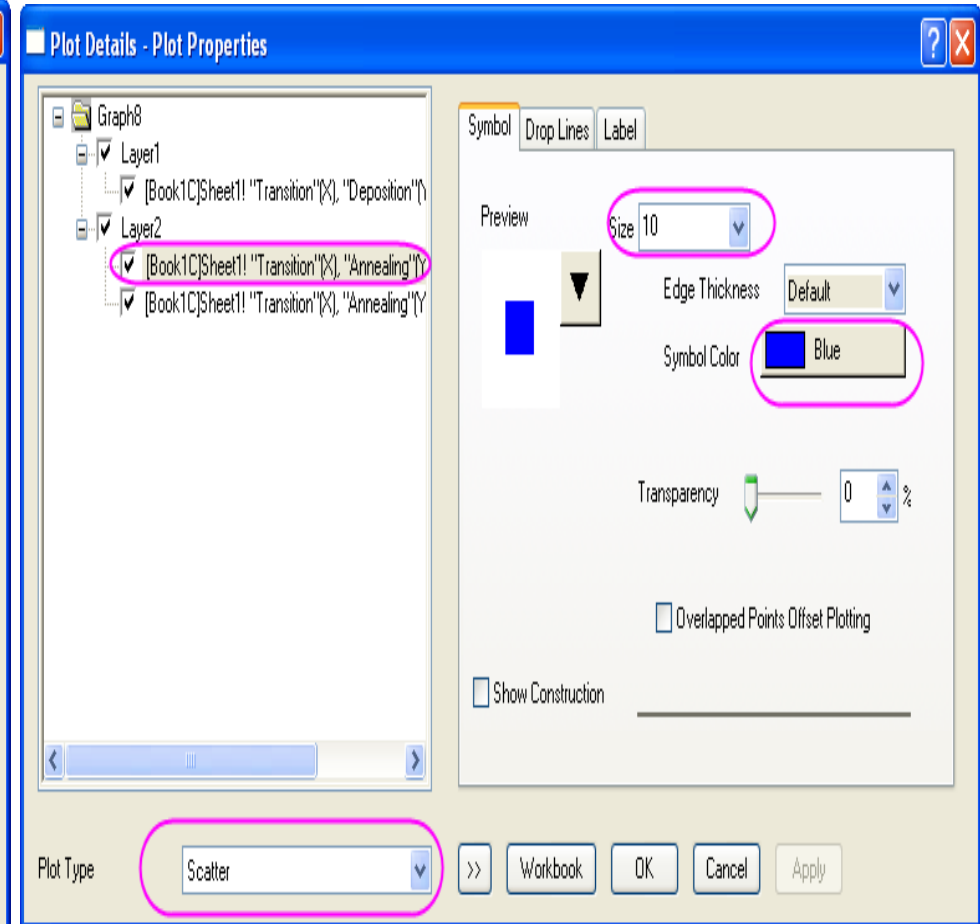 Plot Details - Plot Properties
Graph8
Layer1
[Book1C]Sheet1! "Transition"(X), "Deposition"(Y
Layer2
[Book1C]Sheet1! "Transition"(X), "Annealing"(Y
[Book1C]Sheet1! "Transition"(X), "Annealing"(Y
Symbol Drop Lines Label
Preview
Size 10
Edge Thickness Default
Symbol Color Blue
Transparency 0 %
Overlapped Points Offset Plotting
Show Construction
Plot Type Scatter >> Workbook OK Cancel Apply